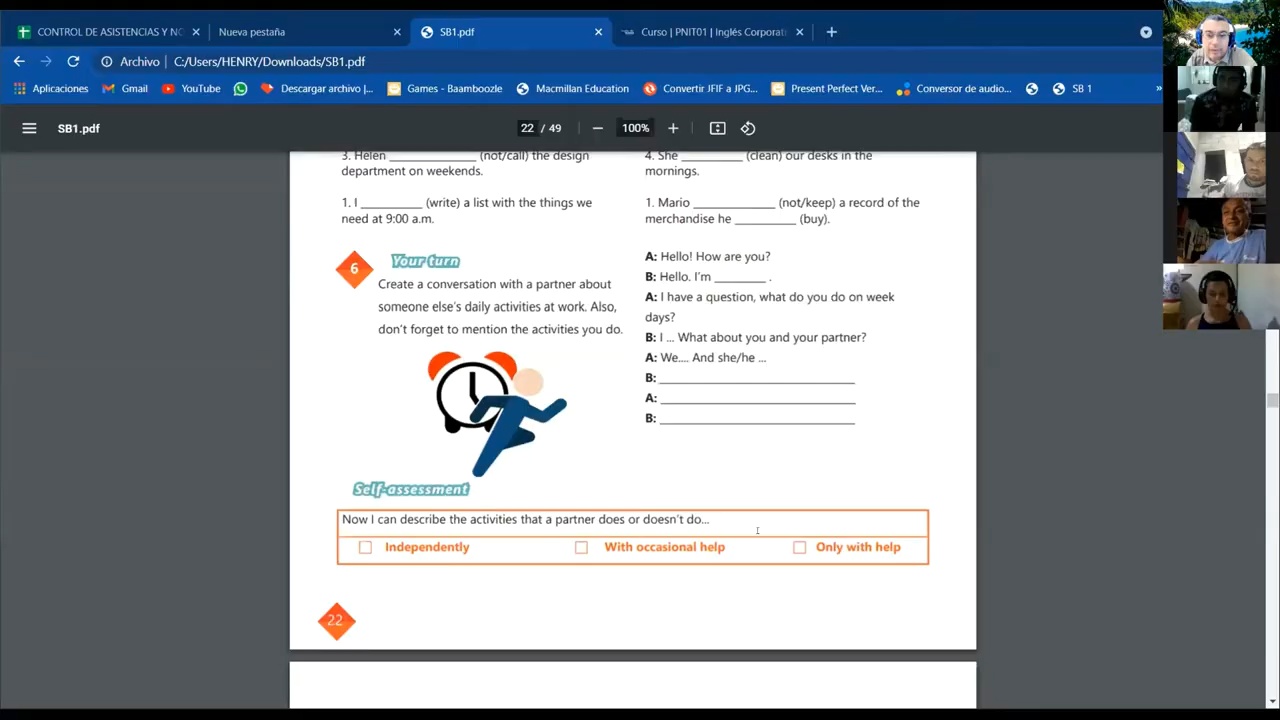 CONTROL DE ASISTENCIAS Y NO
Nueva pestaña
SB1.pdf
Curso | PNIT01 | Inglés Corporati
Archivo
C:/Users/HENRY/Downloads/SB1.pdf
Aplicaciones
Gmail
YouTube
Descargar archivo |...
Games - Baamboozle
Macmillan Education
Convertir JFIF a JPG...
Present Perfect Ver...
Conversor de audio...
SB 1
»
SB1.pdf
22 / 49
100%
3. Helen ______________ (not/call) the design
department on weekends.
1. I __________ (write) a list with the things we
need at 9:00 a.m.
4. She __________ (clean) our desks in the
mornings.
1. Mario _____________ (not/keep) a record of the
merchandise he __________ (buy).
6
Your turn
Create a conversation with a partner about
someone else's daily activities at work. Also,
don't forget to mention the activities you do.
A: Hello! How are you?
B: Hello. I'm ________ .
A: I have a question, what do you do on week
days?
B: I ... What about you and your partner?
A: We.... And she/he ...
B: ________________________________
A: ________________________________
B: ________________________________
Self-assessment
Now I can describe the activities that a partner does or doesn't do...
Independently
With occasional help
Only with help
22